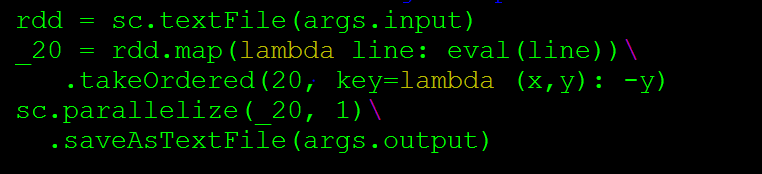 rdd = sc.textFile(args.input)
_20 = rdd.map(lambda line: eval(line))\
   .takeOrdered(20, key=lambda (x,y): -y)
sc.parallelize(_20, 1)\
  .saveAsTextFile(args.output)